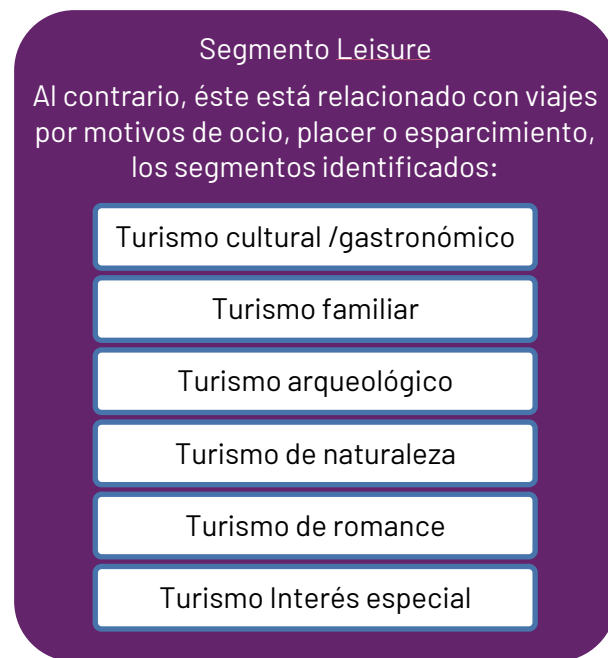 Segmento Leisure
Al contrario, éste está relacionado con viajes
por motivos de ocio, placer o esparcimiento,
los segmentos identificados:
Turismo cultural /gastronómico
Turismo familiar
Turismo arqueológico
Turismo de naturaleza
Turismo de romance
Turismo Interés especial